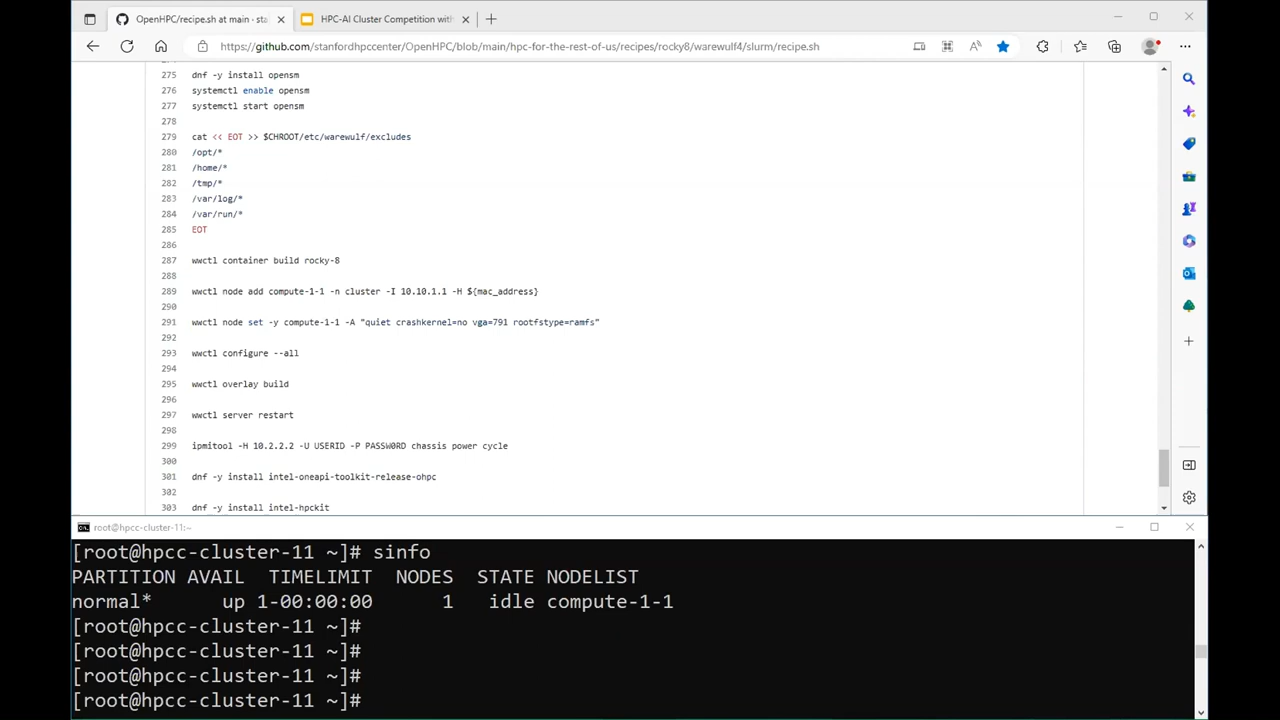 OpenHPC/recipe.sh at main · sta
HPC-AI Cluster Competition with
https://github.com/stanfordhpccenter/OpenHPC/blob/main/hpc-for-the-rest-of-us/recipes/rocky8/warewulf4/slurm/recipe.sh
275 dnf -y install opensm
276 systemctl enable opensm
277 systemctl start opensm
278
279 cat << EOT >> $CHROOT/etc/warewulf/excludes
280 /opt/*
281 /home/*
282 /tmp/*
283 /var/log/*
284 /var/run/*
285 EOT
286
287 wwctl container build rocky-8
288
289 wwctl node add compute-1-1 -n cluster -I 10.10.1.1 -H ${mac_address}
290
291 wwctl node set -y compute-1-1 -A "quiet crashkernel=no vga=791 rootfstype=ramfs"
292
293 wwctl configure --all
294
295 wwctl overlay build
296
297 wwctl server restart
298
299 ipmitool -H 10.2.2.2 -U USERID -P PASSW0RD chassis power cycle
300
301 dnf -y install intel-oneapi-toolkit-release-ohpc
302
303 dnf -y install intel-hpckit
root@hpcc-cluster-11:~
[root@hpcc-cluster-11 ~]# sinfo
PARTITION AVAIL TIMELIMIT NODES STATE NODELIST
normal* up 1-00:00:00 1 idle compute-1-1
[root@hpcc-cluster-11 ~]#
[root@hpcc-cluster-11 ~]#
[root@hpcc-cluster-11 ~]#
[root@hpcc-cluster-11 ~]#